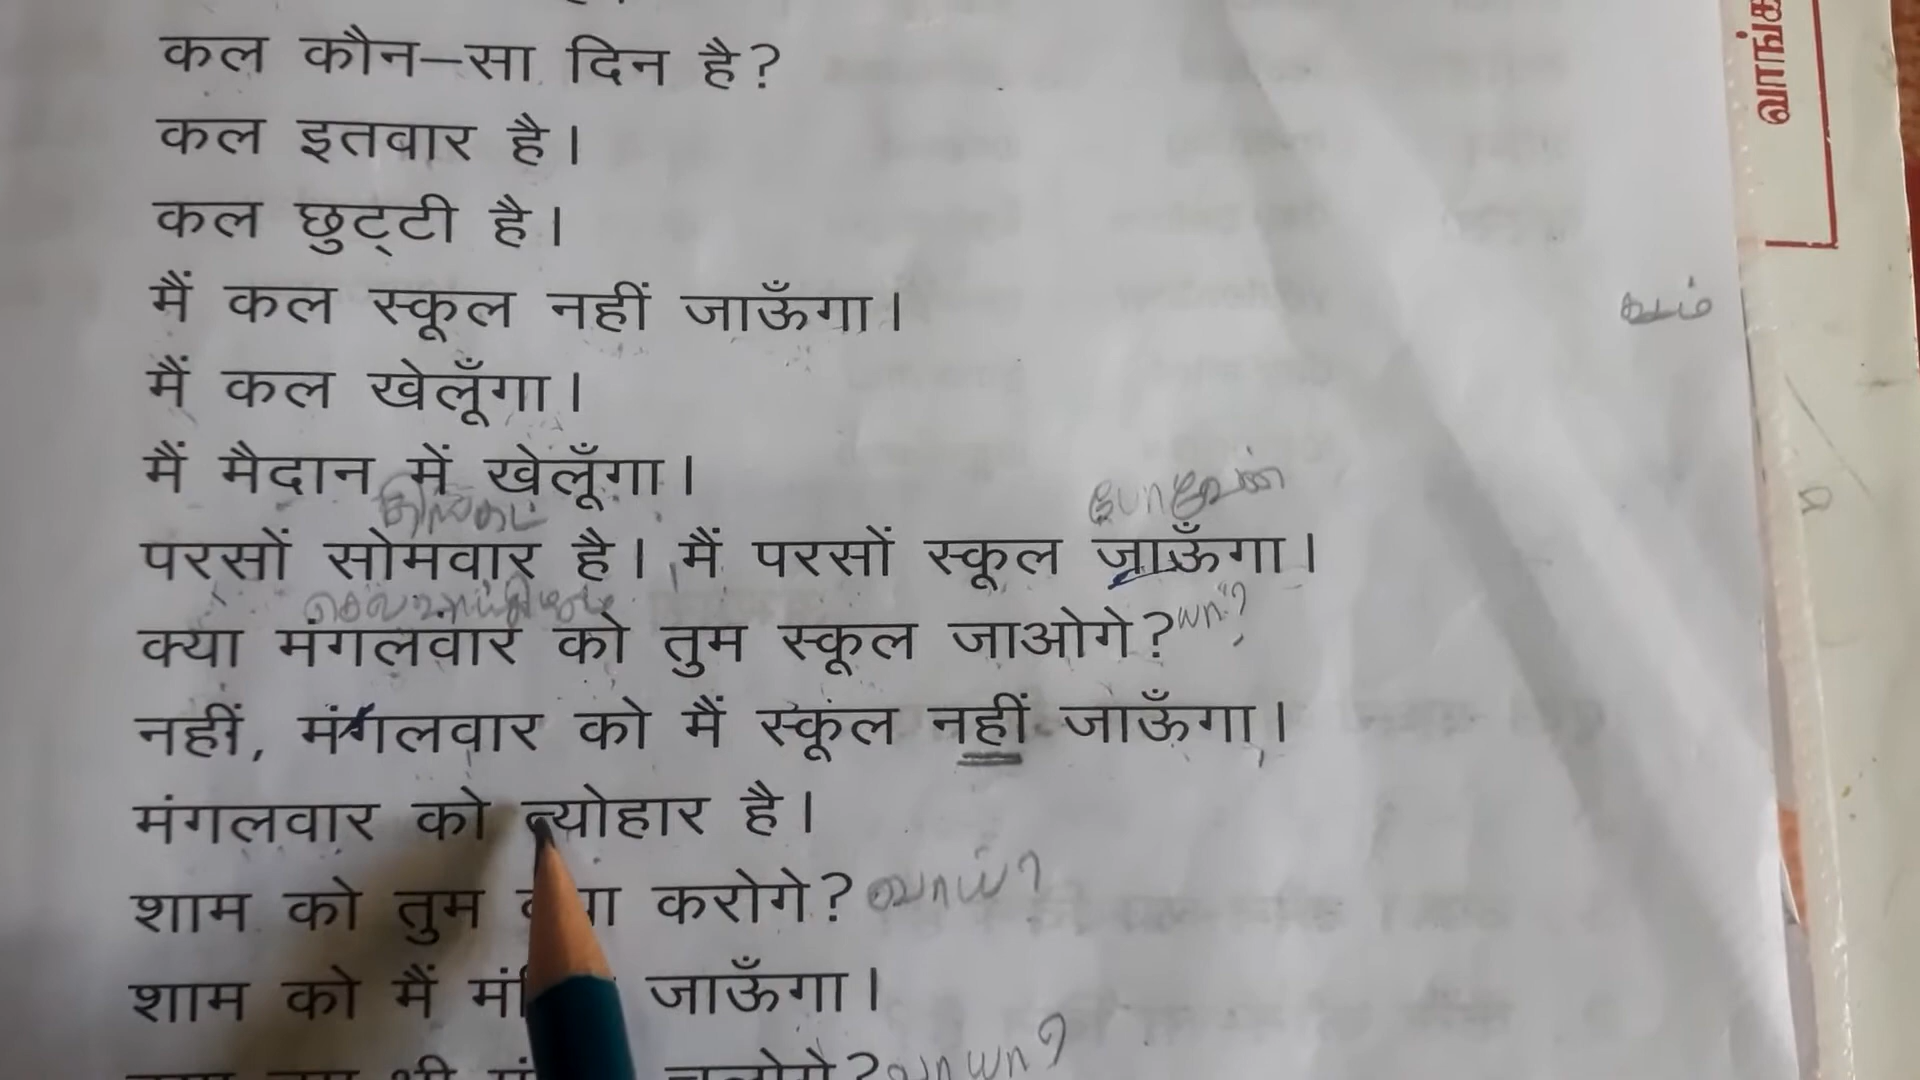 कल कौन–सा दिन है?
कल इतवार है।
कल छुट्‌टी है।
मैं कल स्कूल नहीं जाऊँगा।
मैं कल खेलूँगा।
मैं मैदान में खेलूँगा।
परसों सोमवार है। मैं परसों स्कूल जाऊँगा।
क्या मंगलवार को तुम स्कूल जाओगे?
नहीं, मंगलवार को मैं स्कूल नहीं जाऊँगा।
मंगलवार को त्योहार है।
शाम को तुम करोगे? வாய்?
शाम को मैं जाऊँगा।